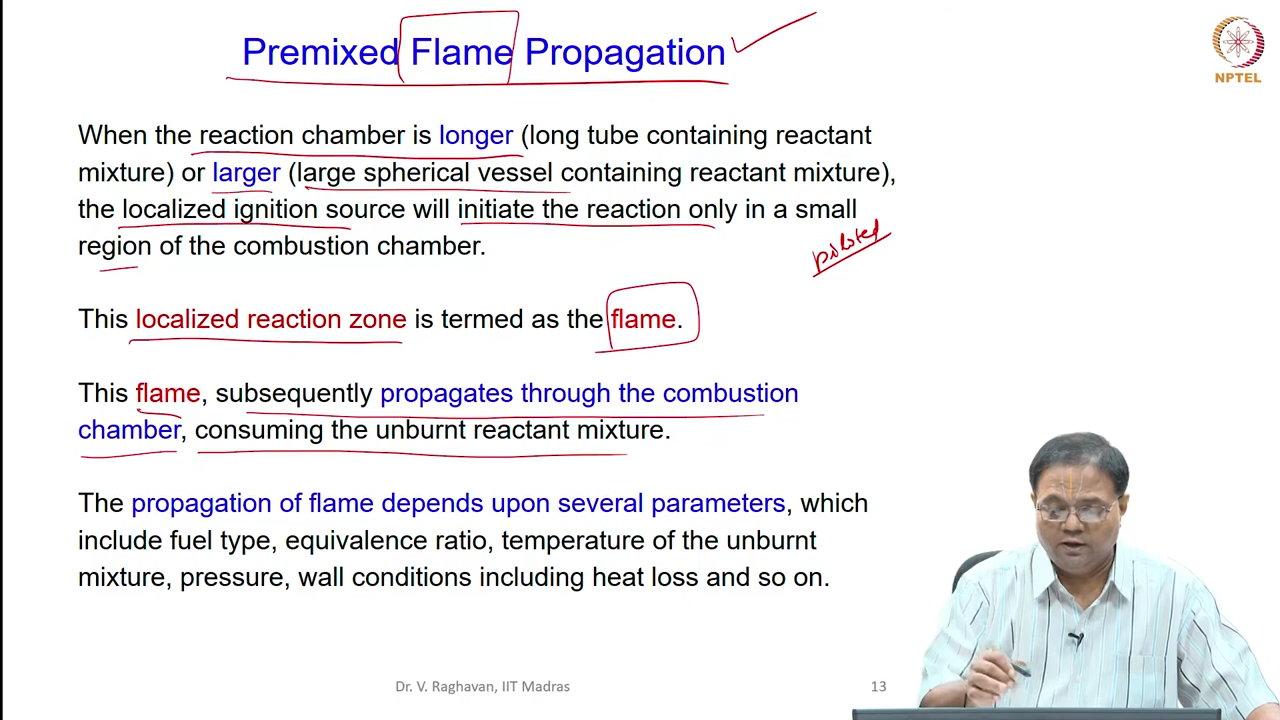 Premixed Flame Propagation
NPTEL
When the reaction chamber is longer (long tube containing reactant
mixture) or larger (large spherical vessel containing reactant mixture),
the localized ignition source will initiate the reaction only in a small
region of the combustion chamber.
piloted
This localized reaction zone is termed as the flame.
This flame, subsequently propagates through the combustion
chamber, consuming the unburnt reactant mixture.
The propagation of flame depends upon several parameters, which
include fuel type, equivalence ratio, temperature of the unburnt
mixture, pressure, wall conditions including heat loss and so on.
Dr. V. Raghavan, IIT Madras
13